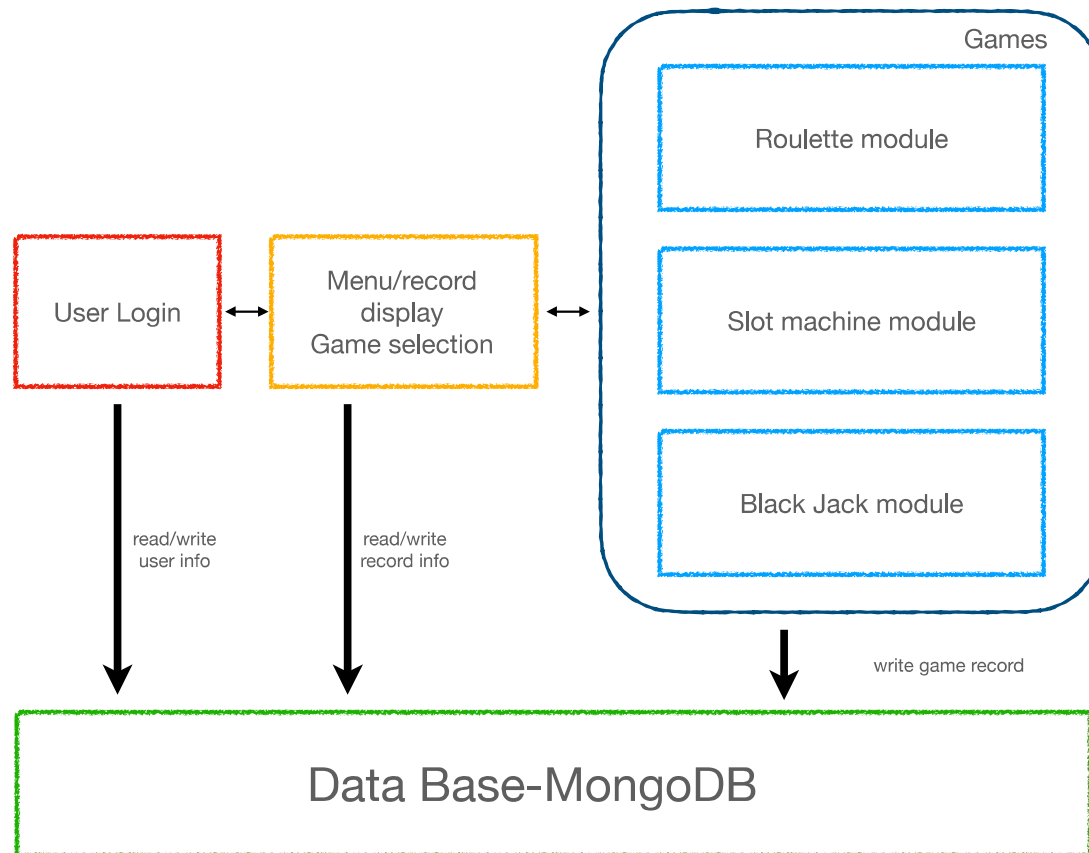 Games
Roulette module
User Login
Menu/record
display
Game selection
Slot machine module
Black Jack module
read/write
user info
read/write
record info
write game record
Data Base-MongoDB